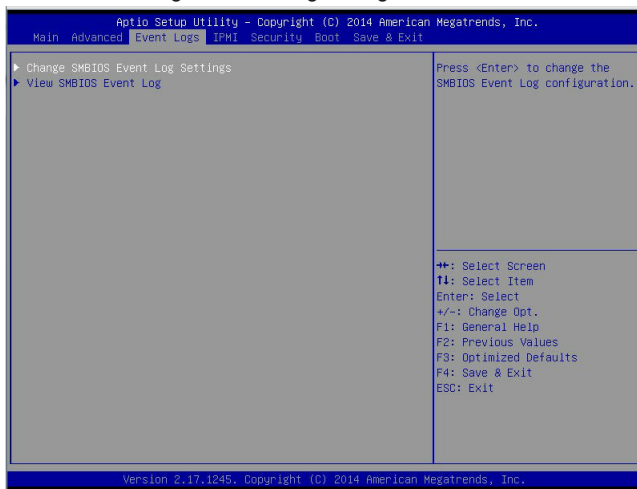 Aptio Setup Utility – Copyright (C) 2014 American Megatrends, Inc.
Main Advanced Event Logs IPMI Security Boot Save & Exit
Change SMBIOS Event Log Settings
View SMBIOS Event Log
Press <Enter> to change the
SMBIOS Event Log configuration.
→←: Select Screen
↑↓: Select Item
Enter: Select
+/-: Change Opt.
F1: General Help
F2: Previous Values
F3: Optimized Defaults
F4: Save & Exit
ESC: Exit
Version 2.17.1245. Copyright (C) 2014 American Megatrends, Inc.